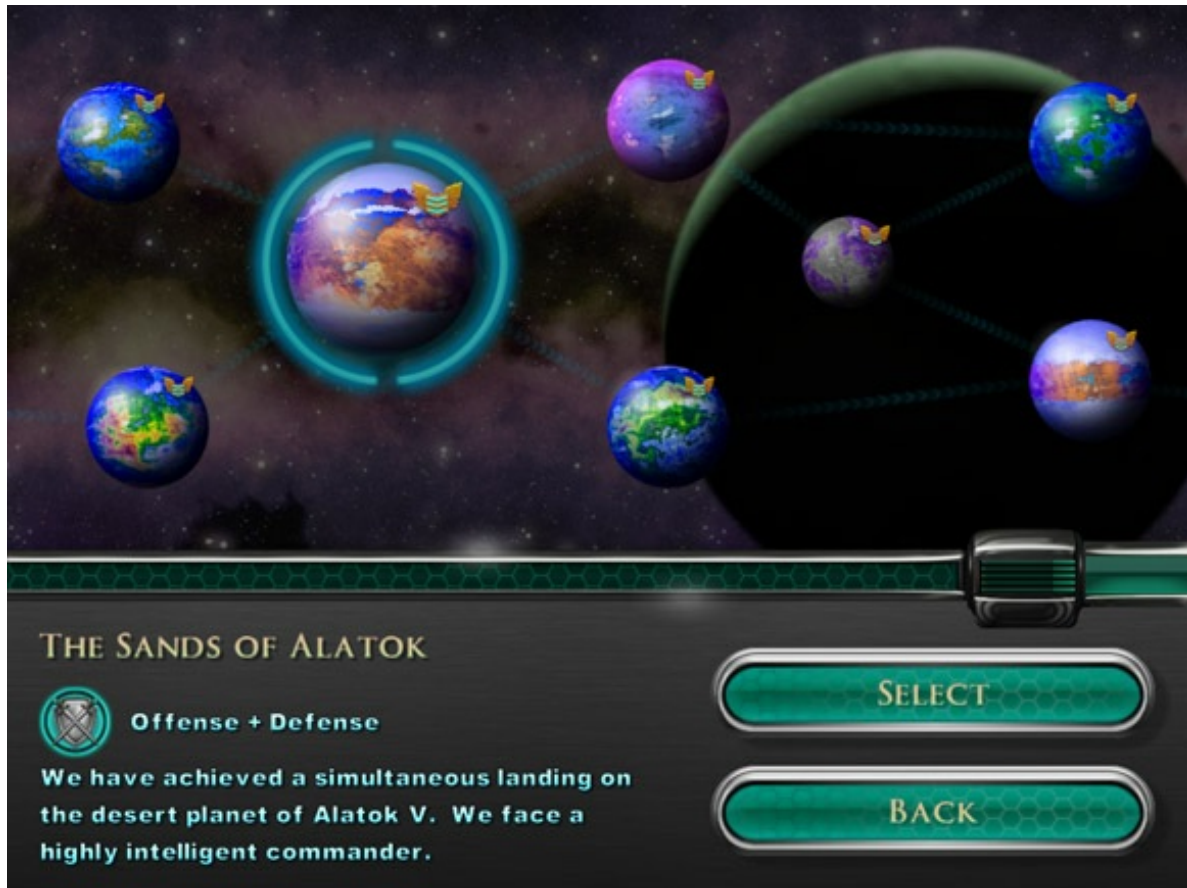 The Sands of Alatok
Offense + Defense
We have achieved a simultaneous landing on
the desert planet of Alatok V.  We face a
highly intelligent commander.
Select
Back